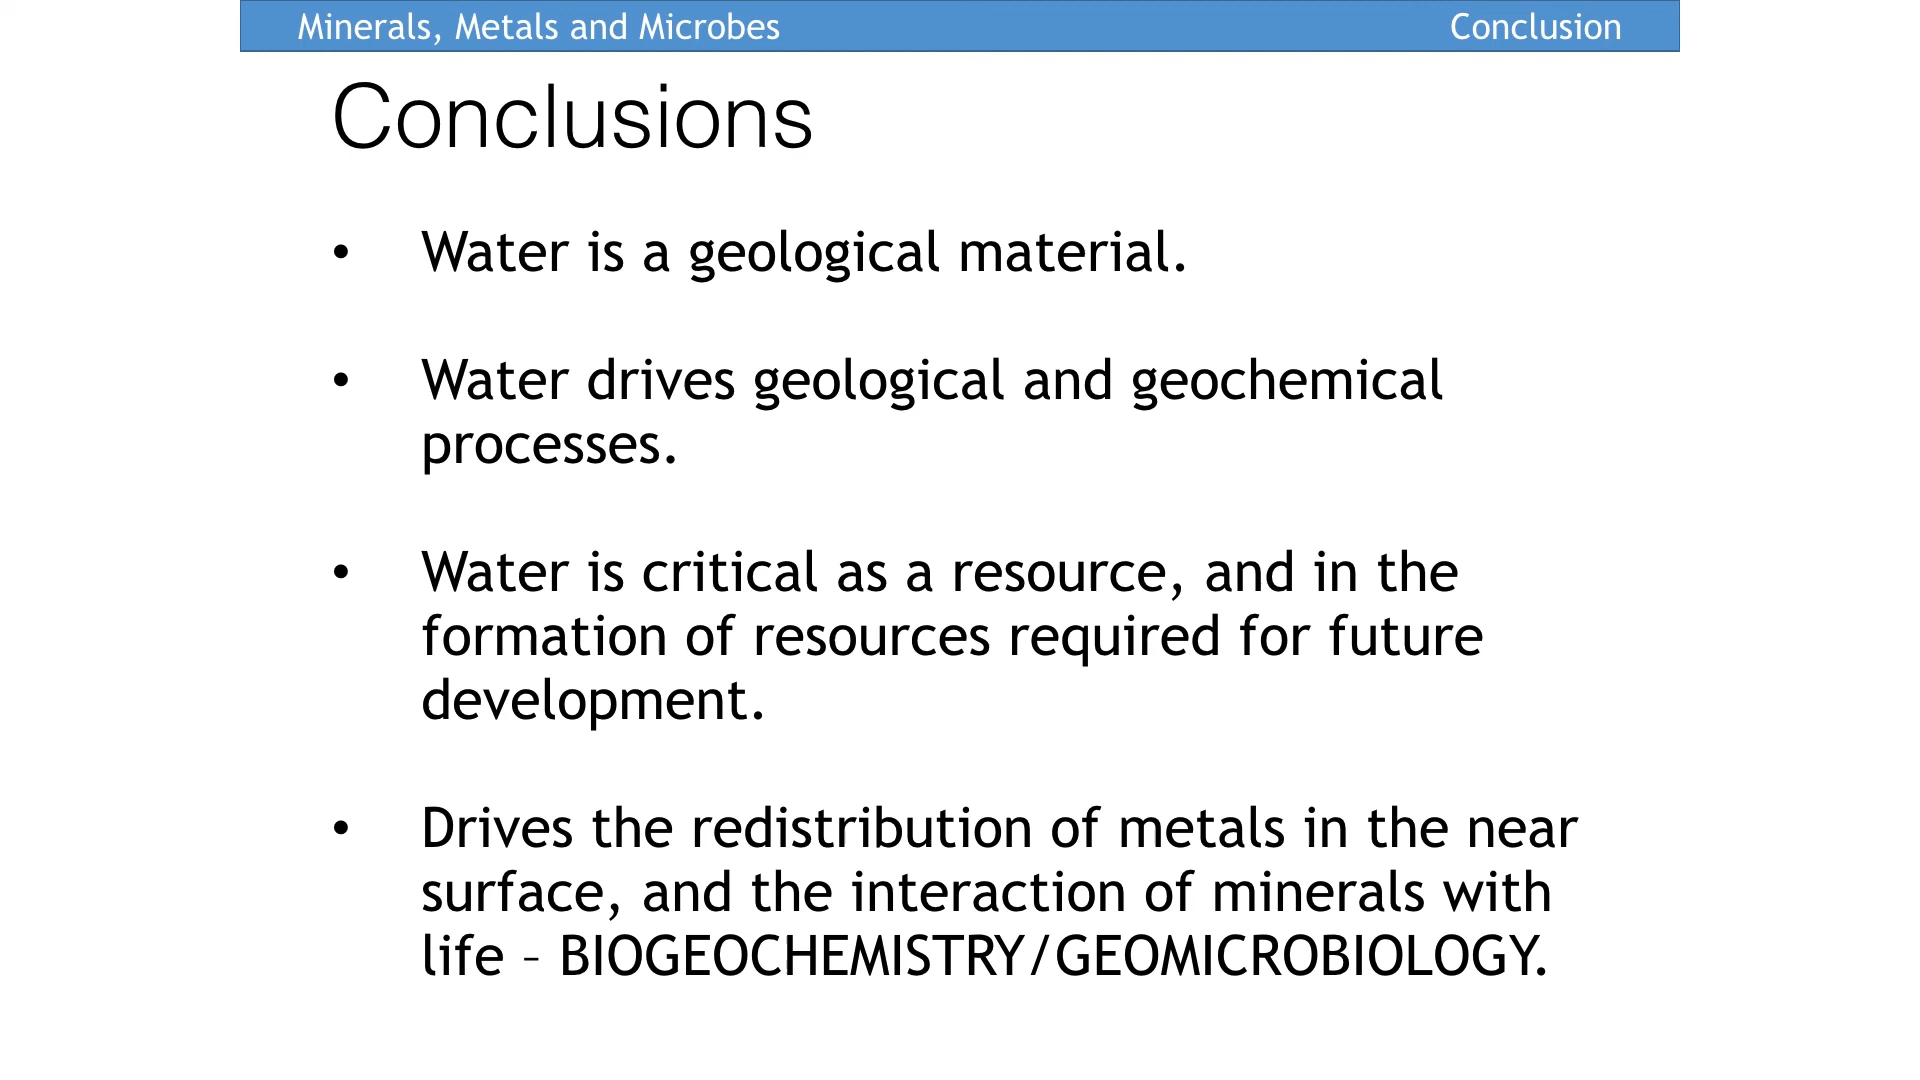 Minerals, Metals and Microbes
Conclusion
Conclusions
• Water is a geological material.
• Water drives geological and geochemical
processes.
• Water is critical as a resource, and in the
formation of resources required for future
development.
• Drives the redistribution of metals in the near
surface, and the interaction of minerals with
life – BIOGEOCHEMISTRY/GEOMICROBIOLOGY.